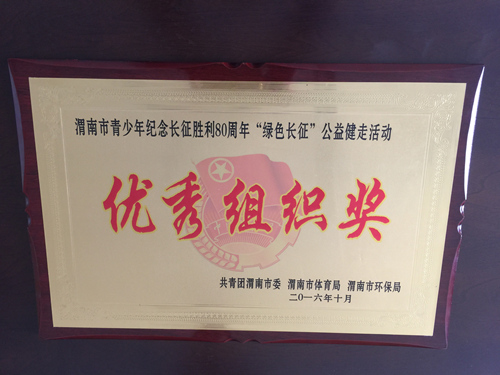 渭南市青少年纪念长征胜利80周年“绿色长征”公益健走活动
优秀组织奖
共青团渭南市委 渭南市体育局 渭南市环保局
二〇一六年十月